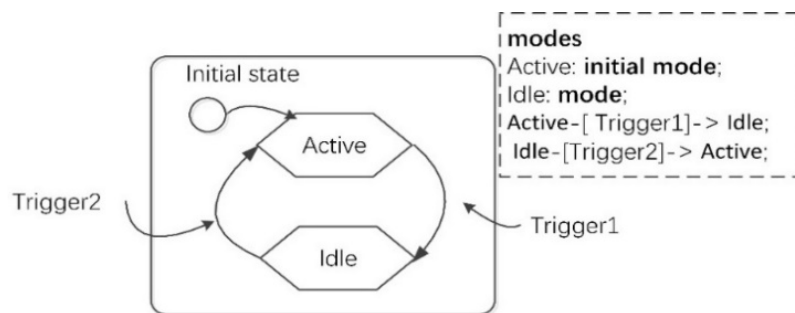 Initial state
Active
Trigger2
Trigger1
Idle
modes
Active: initial mode;
Idle: mode;
Active-[ Trigger1]-> Idle;
Idle-[Trigger2]-> Active;